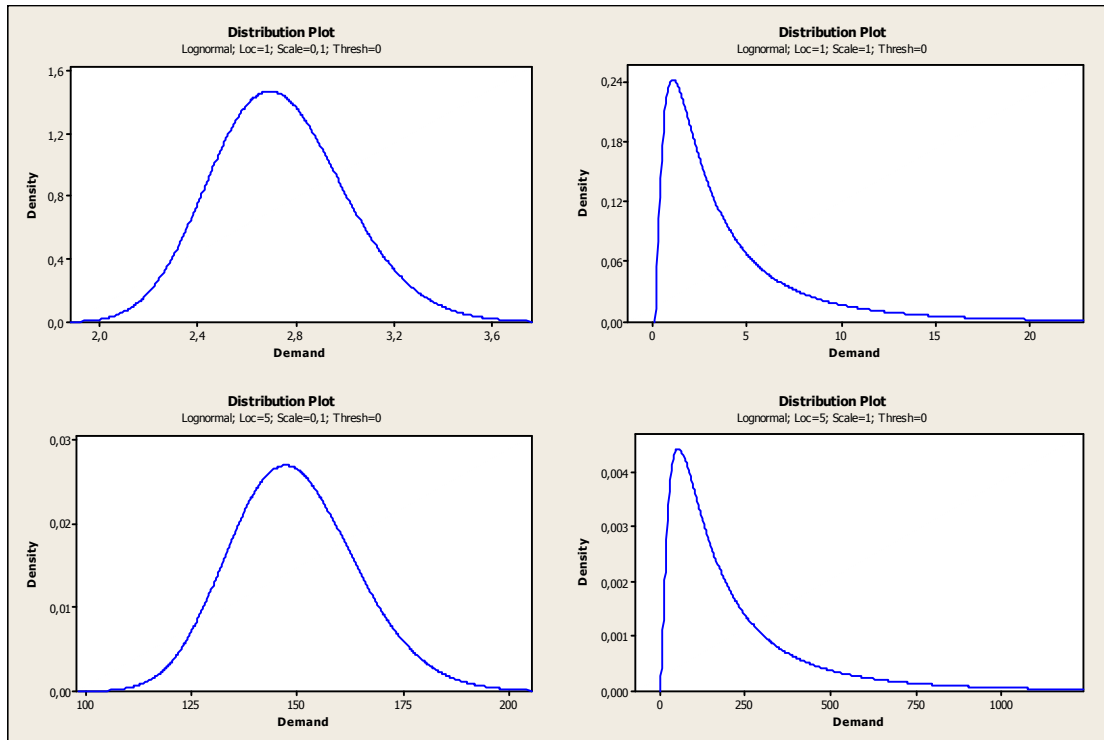 Distribution Plot
Lognormal; Loc=1; Scale=0,1; Thresh=0
1,6
1,2
0,8
0,4
0,0
Density
2,0 2,4 2,8 3,2 3,6
Demand
Distribution Plot
Lognormal; Loc=1; Scale=1; Thresh=0
0,24
0,18
0,12
0,06
0,00
Density
0 5 10 15 20
Demand
Distribution Plot
Lognormal; Loc=5; Scale=0,1; Thresh=0
0,03
0,02
0,01
0,00
Density
100 125 150 175 200
Demand
Distribution Plot
Lognormal; Loc=5; Scale=1; Thresh=0
0,004
0,003
0,002
0,001
0,000
Density
0 250 500 750 1000
Demand